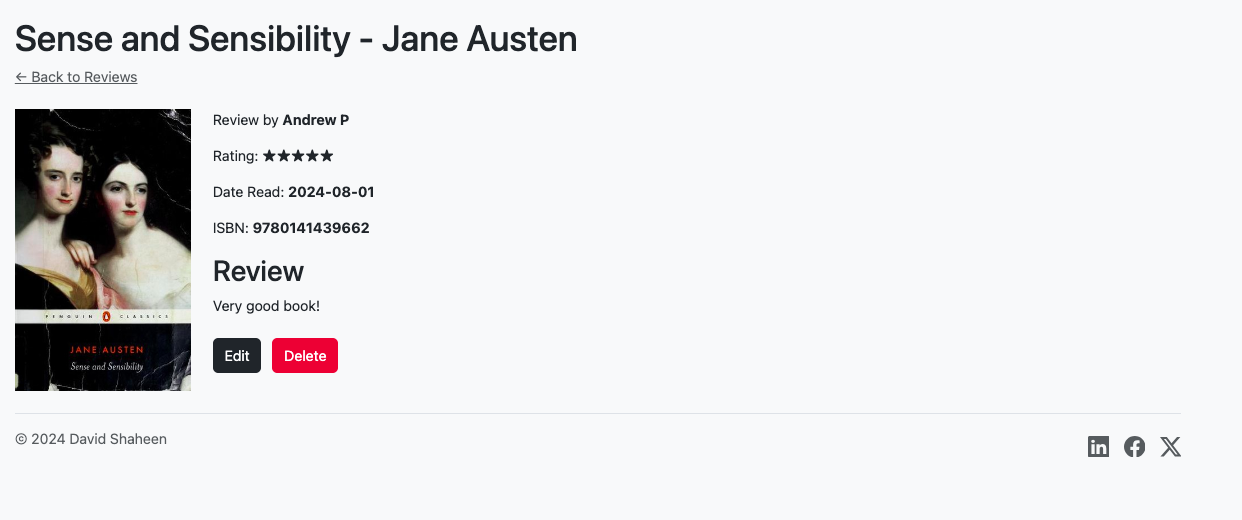 Sense and Sensibility - Jane Austen
← Back to Reviews
Review by Andrew P
Rating: ★★★★★
Date Read: 2024-08-01
ISBN: 9780141439662
Review
Very good book!
Edit
Delete
PENGUIN CLASSICS
JANE AUSTEN
Sense and Sensibility
© 2024 David Shaheen
in
f
X